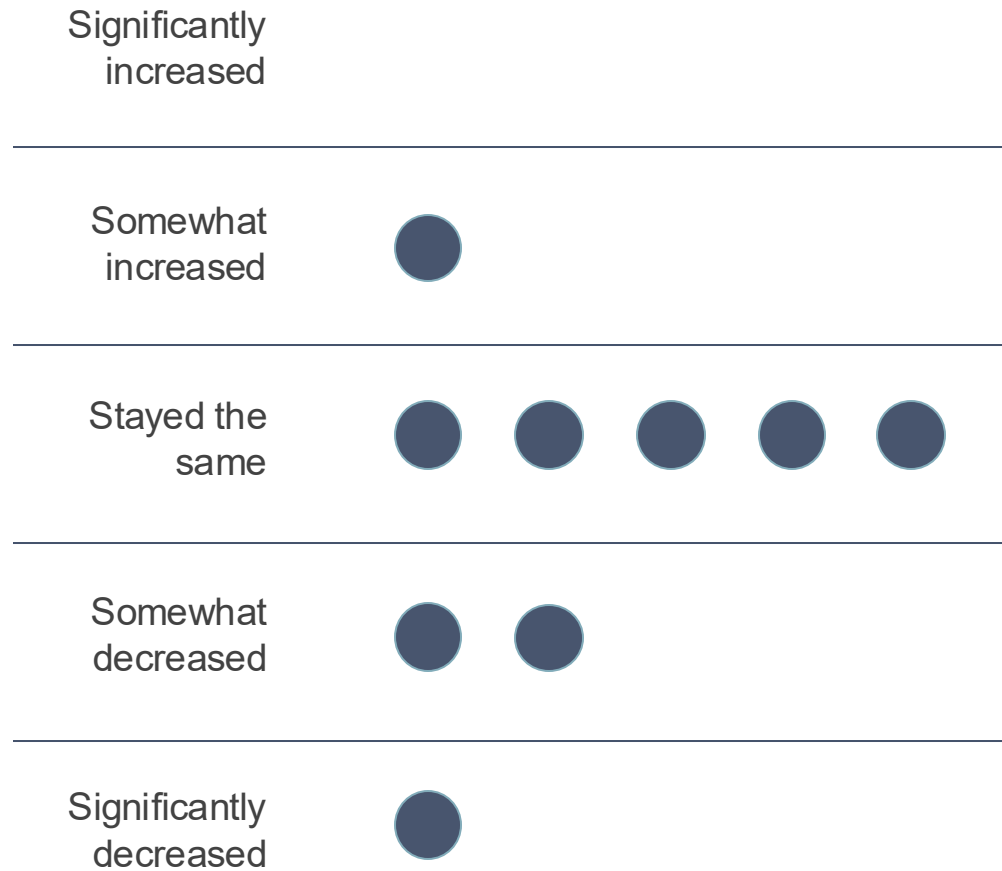 Significantly
increased
Somewhat
increased
Stayed the
same
Somewhat
decreased
Significantly
decreased